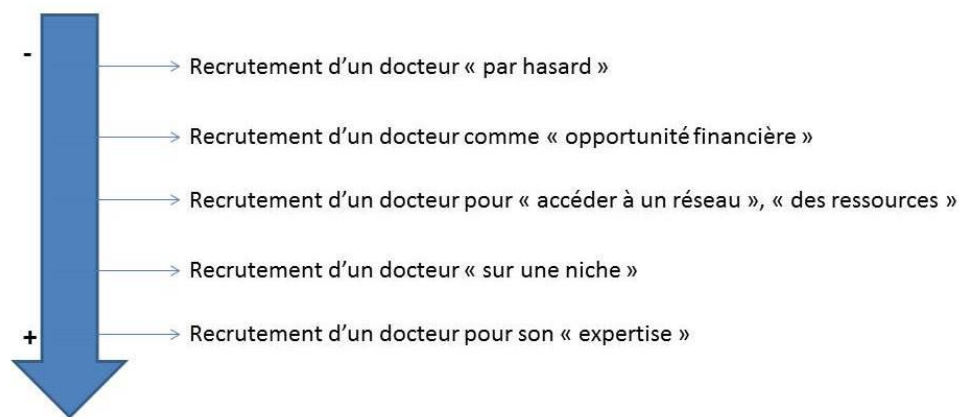 -
Recrutement d’un docteur « par hasard »
Recrutement d’un docteur comme « opportunité financière »
Recrutement d’un docteur pour « accéder à un réseau », « des ressources »
Recrutement d’un docteur « sur une niche »
+
Recrutement d’un docteur pour son « expertise »